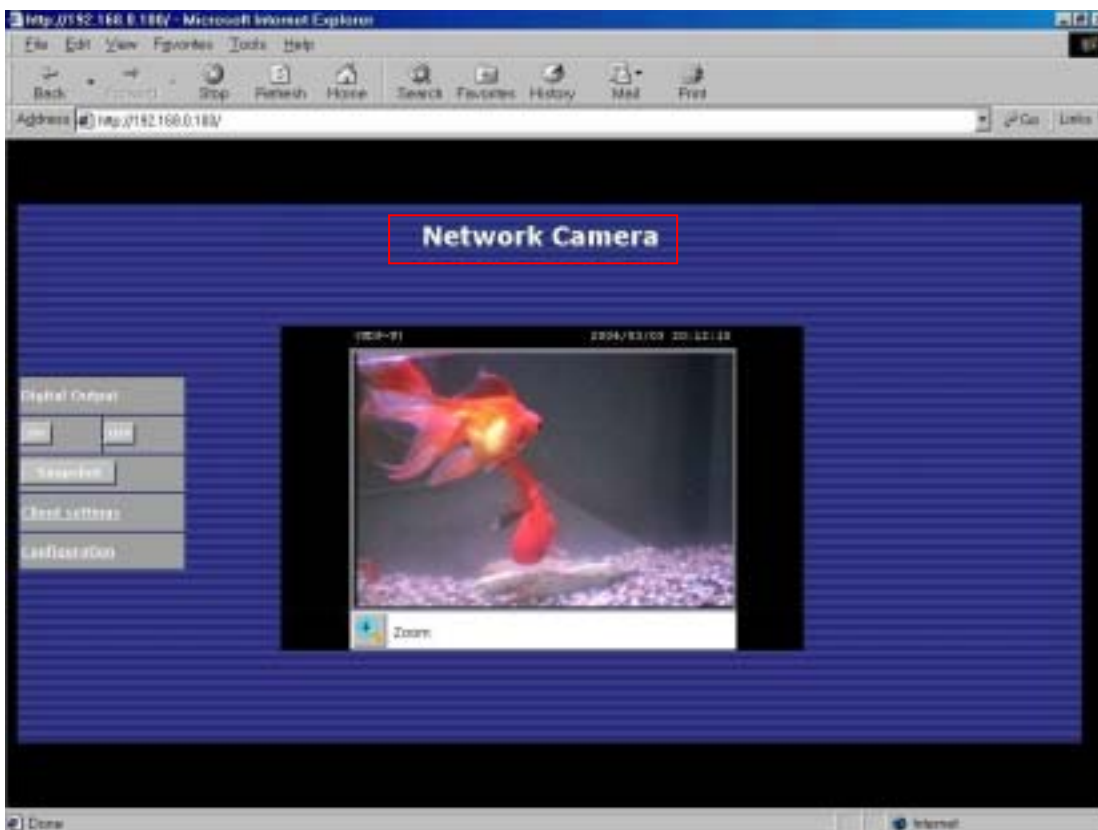 http://192.168.0.180/ - Microsoft Internet Explorer
File Edit View Favorites Tools Help
Back Forward Stop Refresh Home Search Favorites History Mail Print
Address http://192.168.0.180/ Go Links
Network Camera
Digital Output
Snapshot
Client settings
Configuration
Zoom
Done Internet